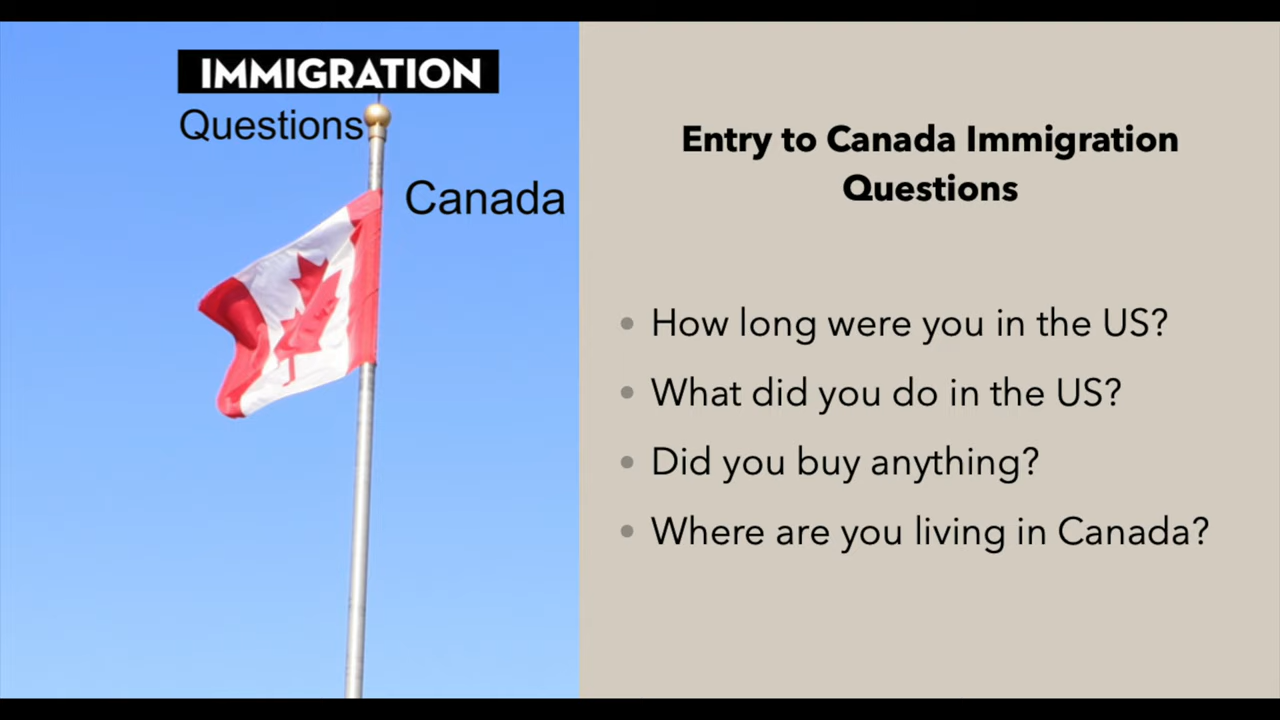 IMMIGRATION
Questions
Canada
Entry to Canada Immigration
Questions
• How long were you in the US?
• What did you do in the US?
• Did you buy anything?
• Where are you living in Canada?